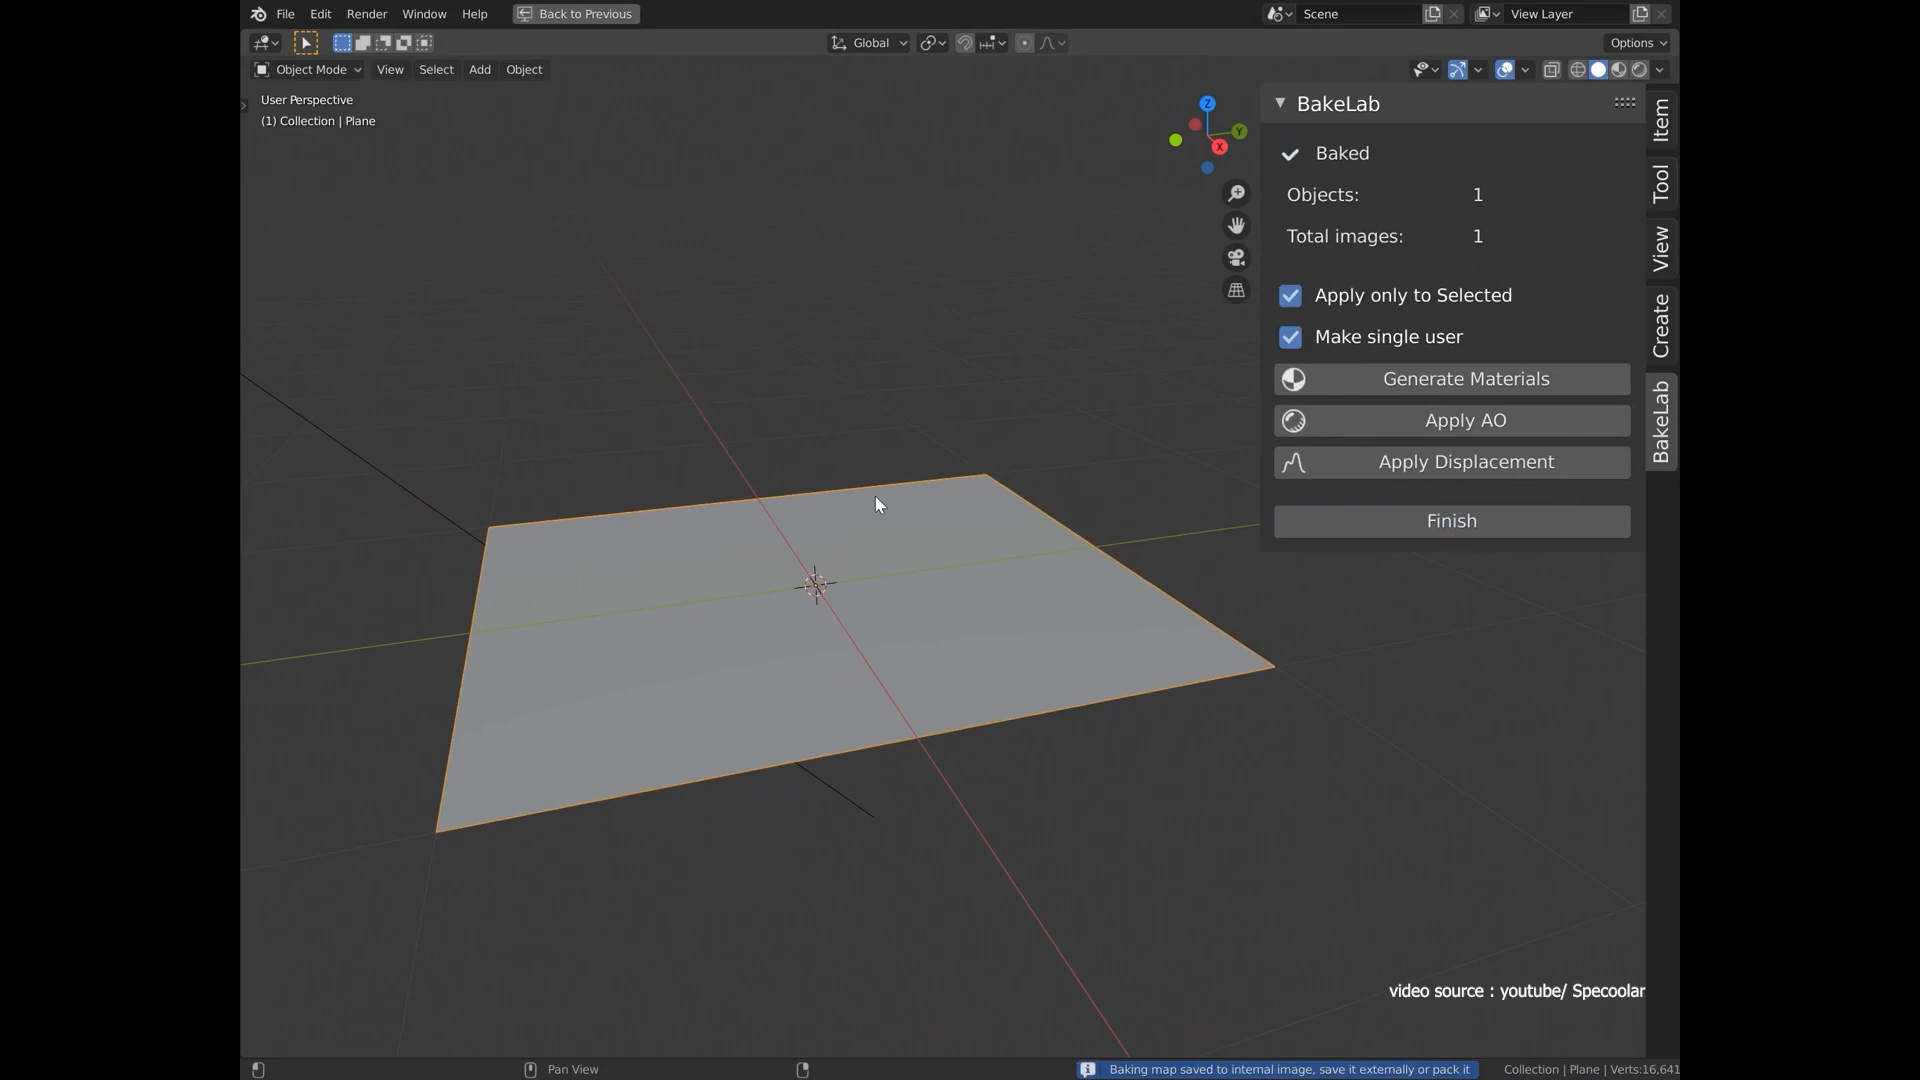 File Edit Render Window Help Back to Previous Scene View Layer
Global Options
Object Mode View Select Add Object
User Perspective
(1) Collection | Plane
Z
Y
X
BakeLab
Baked
Objects: 1
Total images: 1
Apply only to Selected
Make single user
Generate Materials
Apply AO
Apply Displacement
Finish
Item
Tool
View
Create
BakeLab
video source : youtube/ Specoolar
Pan View Baking map saved to internal image, save it externally or pack it Collection | Plane | Verts:16,641